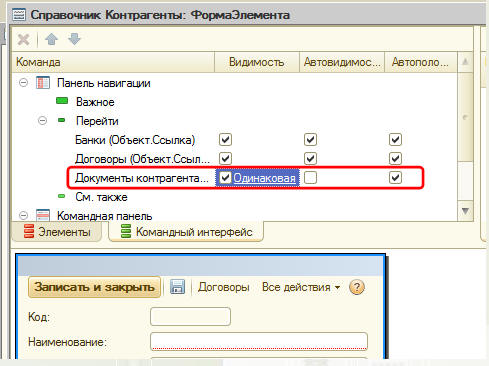 Справочник Контрагенты: ФормаЭлемента
Команда Видимость Автовидимос... Автополо...
Панель навигации
Важное
Перейти
Банки (Объект.Ссылка)
Договоры (Объект.Ссыл...
Документы контрагента... Одинаковая
См. также
Командная панель
Элементы Командный интерфейс
Записать и закрыть Договоры Все действия
Код:
Наименование: